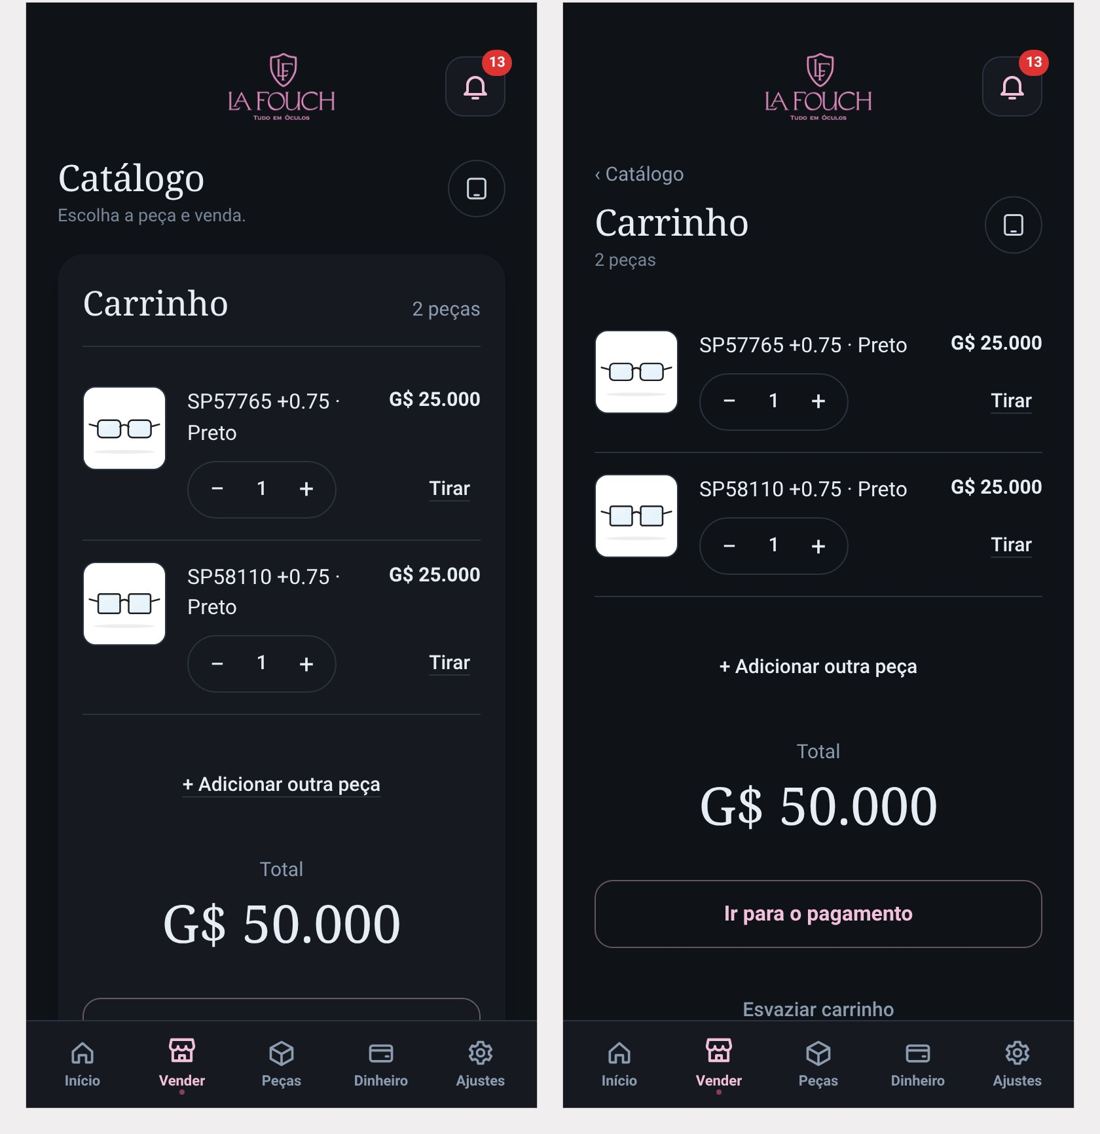 LF
LA FOUCH
TUDO EM ÓCULOS
13
Catálogo
Escolha a peça e venda.
Carrinho
2 peças
SP57765 +0.75 ·
Preto
G$ 25.000
− 1 +
Tirar
SP58110 +0.75 ·
Preto
G$ 25.000
− 1 +
Tirar
+ Adicionar outra peça
Total
G$ 50.000
Início
Vender
Peças
Dinheiro
Ajustes
LF
LA FOUCH
TUDO EM ÓCULOS
13
‹ Catálogo
Carrinho
2 peças
SP57765 +0.75 · Preto
G$ 25.000
− 1 +
Tirar
SP58110 +0.75 · Preto
G$ 25.000
− 1 +
Tirar
+ Adicionar outra peça
Total
G$ 50.000
Ir para o pagamento
Esvaziar carrinho
Início
Vender
Peças
Dinheiro
Ajustes